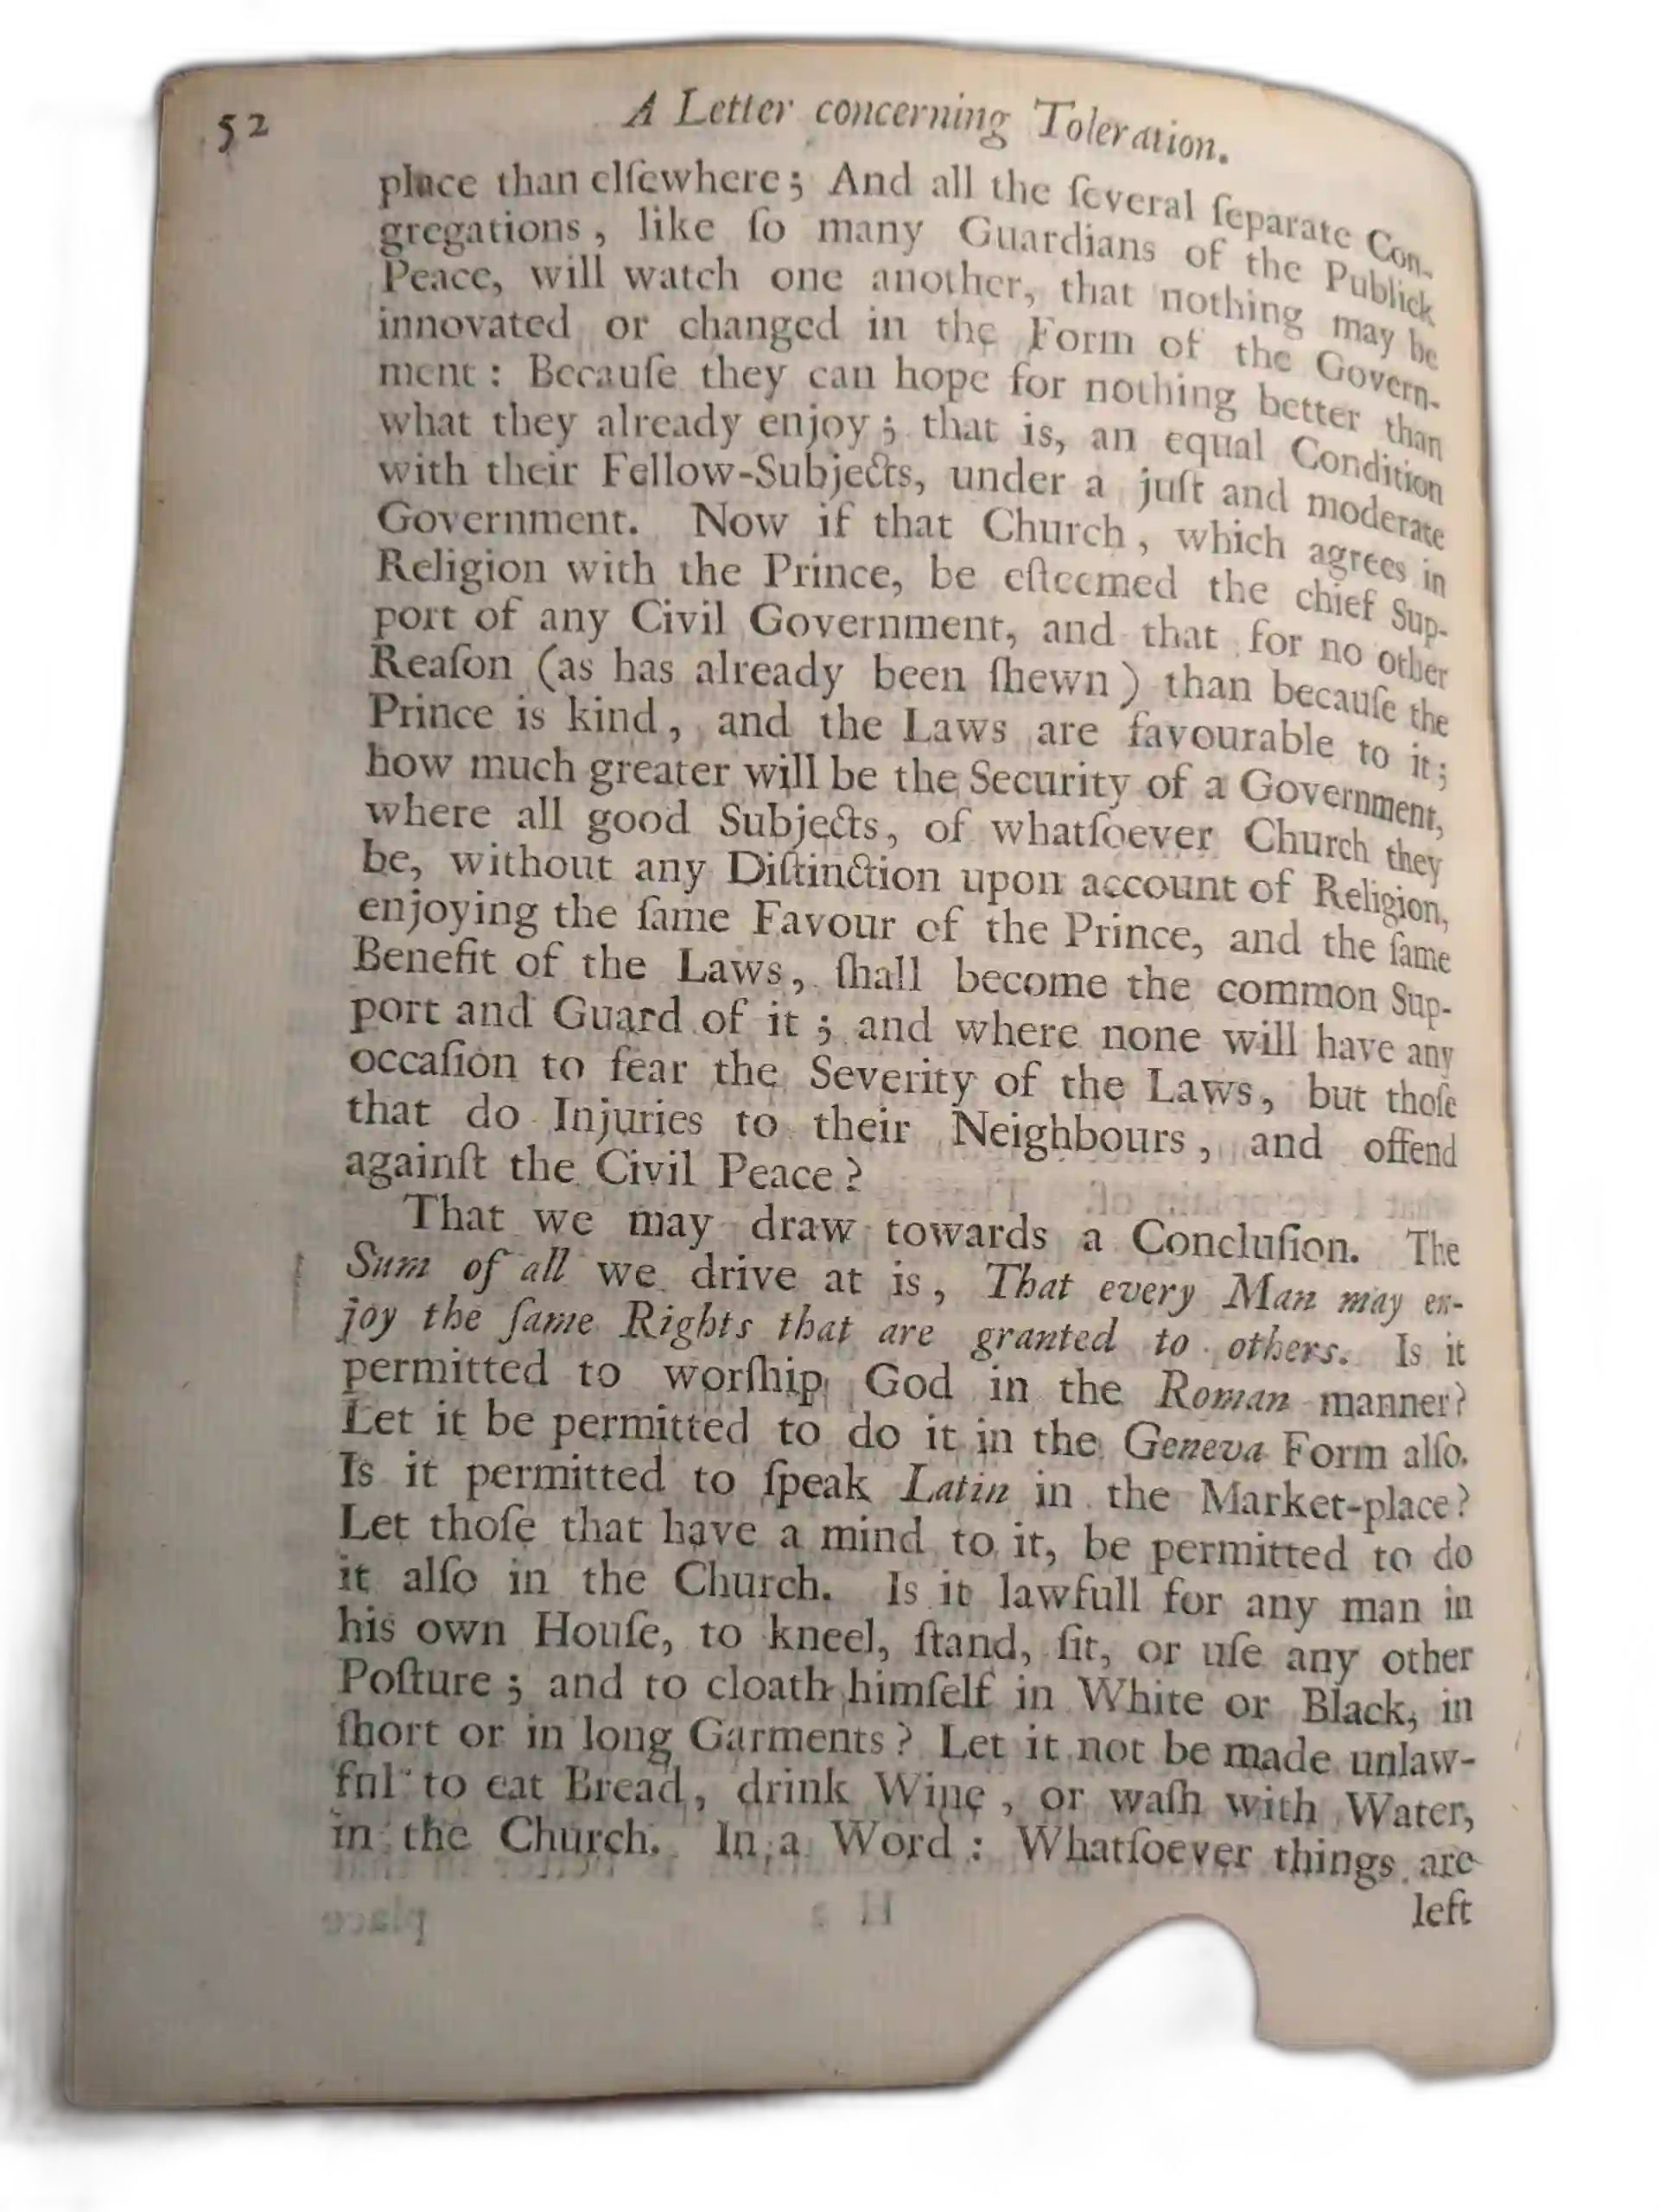 52
A Letter concerning Toleration.
place than elſewhere; And all the ſeveral ſeparate Con-
gregations, like ſo many Guardians of the Publick
Peace, will watch one another, that nothing may be
innovated or changed in the Form of the Govern-
ment: Becauſe they can hope for nothing better than
what they already enjoy; that is, an equal Condition
with their Fellow-Subjects, under a juſt and moderate
Government. Now if that Church, which agrees in
Religion with the Prince, be eſteemed the chief Sup-
port of any Civil Government, and that for no other
Reaſon (as has already been ſhewn) than becauſe the
Prince is kind, and the Laws are favourable to it;
how much greater will be the Security of a Government,
where all good Subjects, of whatſoever Church they
be, without any Diſtinction upon account of Religion,
enjoying the ſame Favour of the Prince, and the ſame
Benefit of the Laws, ſhall become the common Sup-
port and Guard of it; and where none will have any
occaſion to fear the Severity of the Laws, but thoſe
that do Injuries to their Neighbours, and offend
againſt the Civil Peace?
That we may draw towards a Concluſion. The
Sum of all we drive at is, That every Man may en-
joy the ſame Rights that are granted to others. Is it
permitted to worſhip God in the Roman manner?
Let it be permitted to do it in the Geneva Form alſo.
Is it permitted to ſpeak Latin in the Market-place?
Let thoſe that have a mind to it, be permitted to do
it alſo in the Church. Is it lawfull for any man in
his own Houſe, to kneel, ſtand, ſit, or uſe any other
Poſture; and to cloath himſelf in White or Black, in
ſhort or in long Garments? Let it not be made unlaw-
ful to eat Bread, drink Wine, or waſh with Water,
in the Church. In a Word: Whatſoever things are
left